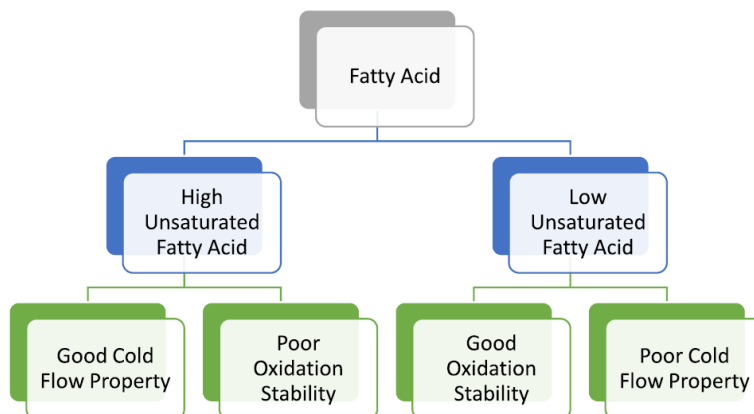 Fatty Acid
High
Unsaturated
Fatty Acid
Low
Unsaturated
Fatty Acid
Good Cold
Flow Property
Poor
Oxidation
Stability
Good
Oxidation
Stability
Poor Cold
Flow Property